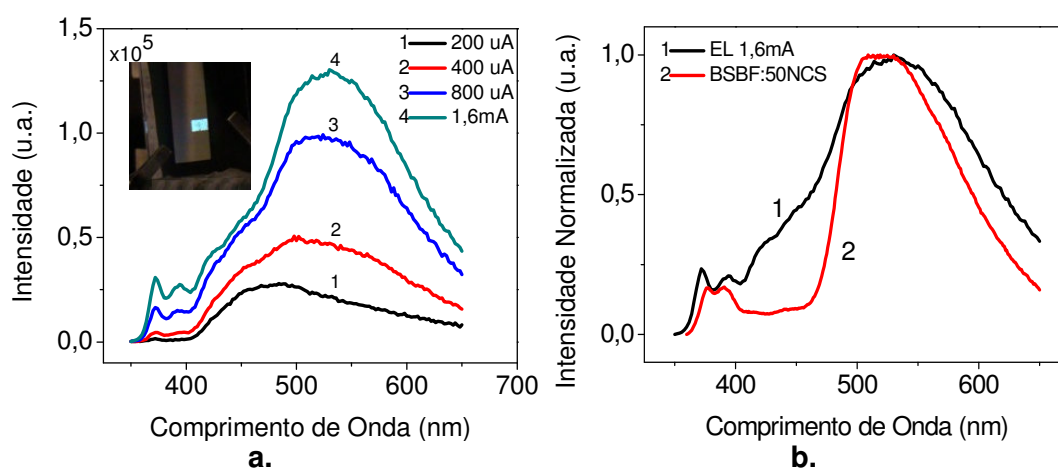 x10⁵
1,5
1,0
0,5
0,0
Intensidade (u.a.)
1 200 uA
2 400 uA
3 800 uA
4 1,6mA
4
3
2
1
400 500 600 700
Comprimento de Onda (nm)
a.
1,0
0,5
0,0
Intensidade Normalizada (u.a.)
1 EL 1,6mA
2 BSBF:50NCS
1
2
400 500 600
Comprimento de Onda (nm)
b.